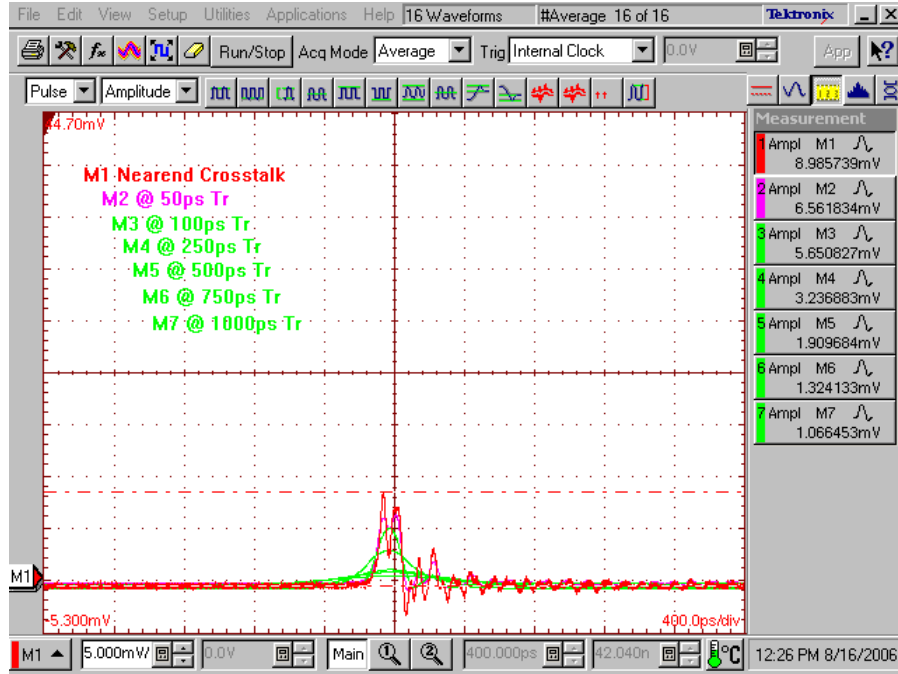 File Edit View Setup Utilities Applications Help 16 Waveforms #Average 16 of 16 Tektronix
Run/Stop Acq Mode Average Trig Internal Clock 0.0V App
Pulse Amplitude
4.70mV
M1 Nearend Crosstalk
M2 @ 50ps Tr
M3 @ 100ps Tr
M4 @ 250ps Tr
M5 @ 500ps Tr
M6 @ 750ps Tr
M7 @ 1000ps Tr
Measurement
1 Ampl M1
8.985739mV
2 Ampl M2
6.561834mV
3 Ampl M3
5.650827mV
4 Ampl M4
3.236883mV
5 Ampl M5
1.909684mV
6 Ampl M6
1.324133mV
7 Ampl M7
1.066453mV
M1
-5.300mV 400.0ps/div
M1 5.000mV/ 0.0V Main 1 2 400.000ps 42.040n °C 12:26 PM 8/16/2006